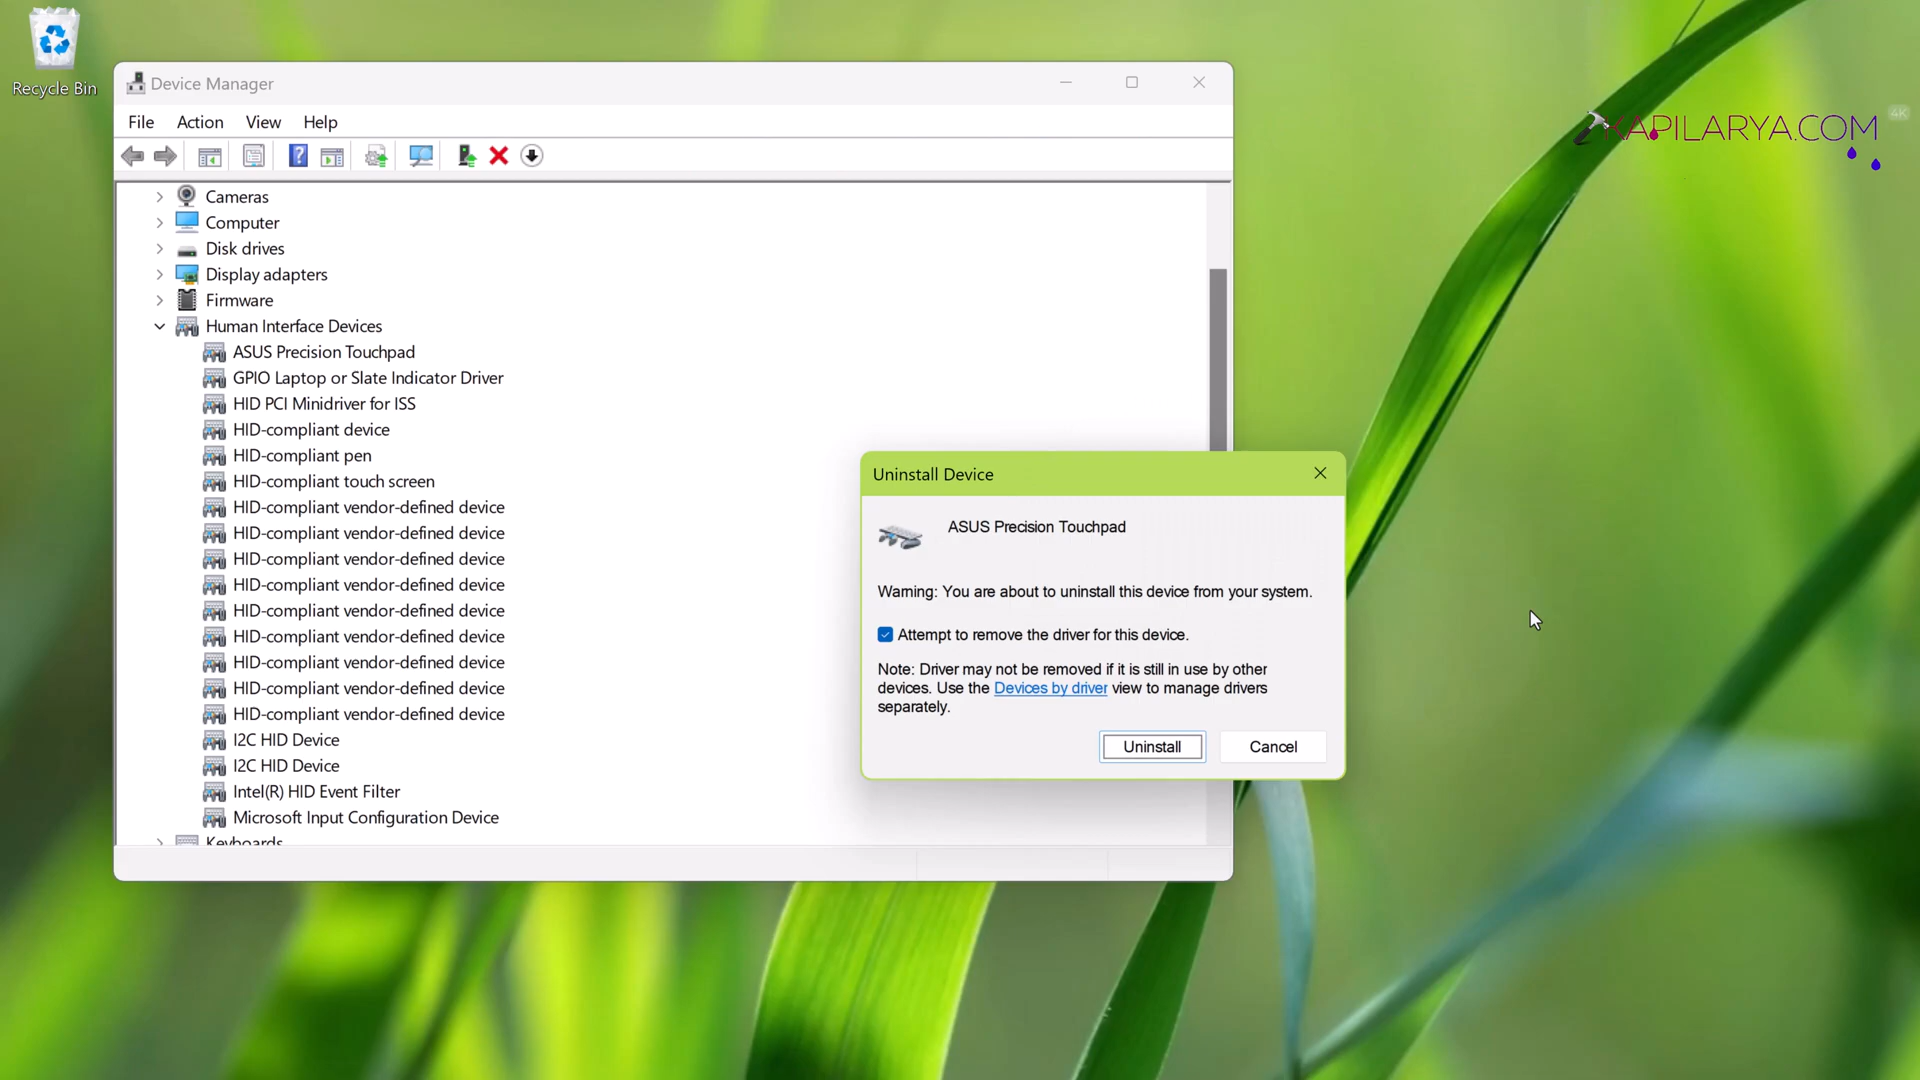 Recycle Bin
Device Manager
File Action View Help
Cameras
Computer
Disk drives
Display adapters
Firmware
Human Interface Devices
ASUS Precision Touchpad
GPIO Laptop or Slate Indicator Driver
HID PCI Minidriver for ISS
HID-compliant device
HID-compliant pen
HID-compliant touch screen
HID-compliant vendor-defined device
HID-compliant vendor-defined device
HID-compliant vendor-defined device
HID-compliant vendor-defined device
HID-compliant vendor-defined device
HID-compliant vendor-defined device
HID-compliant vendor-defined device
HID-compliant vendor-defined device
HID-compliant vendor-defined device
I2C HID Device
I2C HID Device
Intel(R) HID Event Filter
Microsoft Input Configuration Device
Keyboards
Uninstall Device
ASUS Precision Touchpad
Warning: You are about to uninstall this device from your system.
Attempt to remove the driver for this device.
Note: Driver may not be removed if it is still in use by other
devices. Use the Devices by driver view to manage drivers
separately.
Uninstall Cancel
KAPILARYA.COM
4K